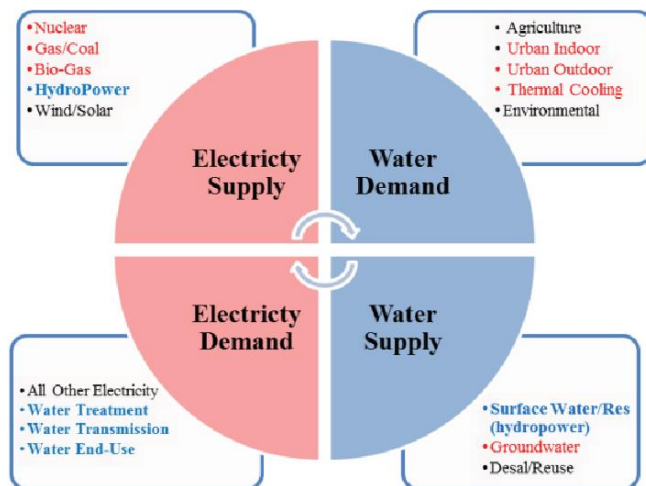 •Nuclear
•Gas/Coal
•Bio-Gas
•HydroPower
•Wind/Solar
• Agriculture
• Urban Indoor
• Urban Outdoor
• Thermal Cooling
•Environmental
Electricty
Supply
Water
Demand
Electricty
Demand
Water
Supply
•All Other Electricity
•Water Treatment
•Water Transmission
•Water End-Use
•Surface Water/Res
(hydropower)
•Groundwater
•Desal/Reuse